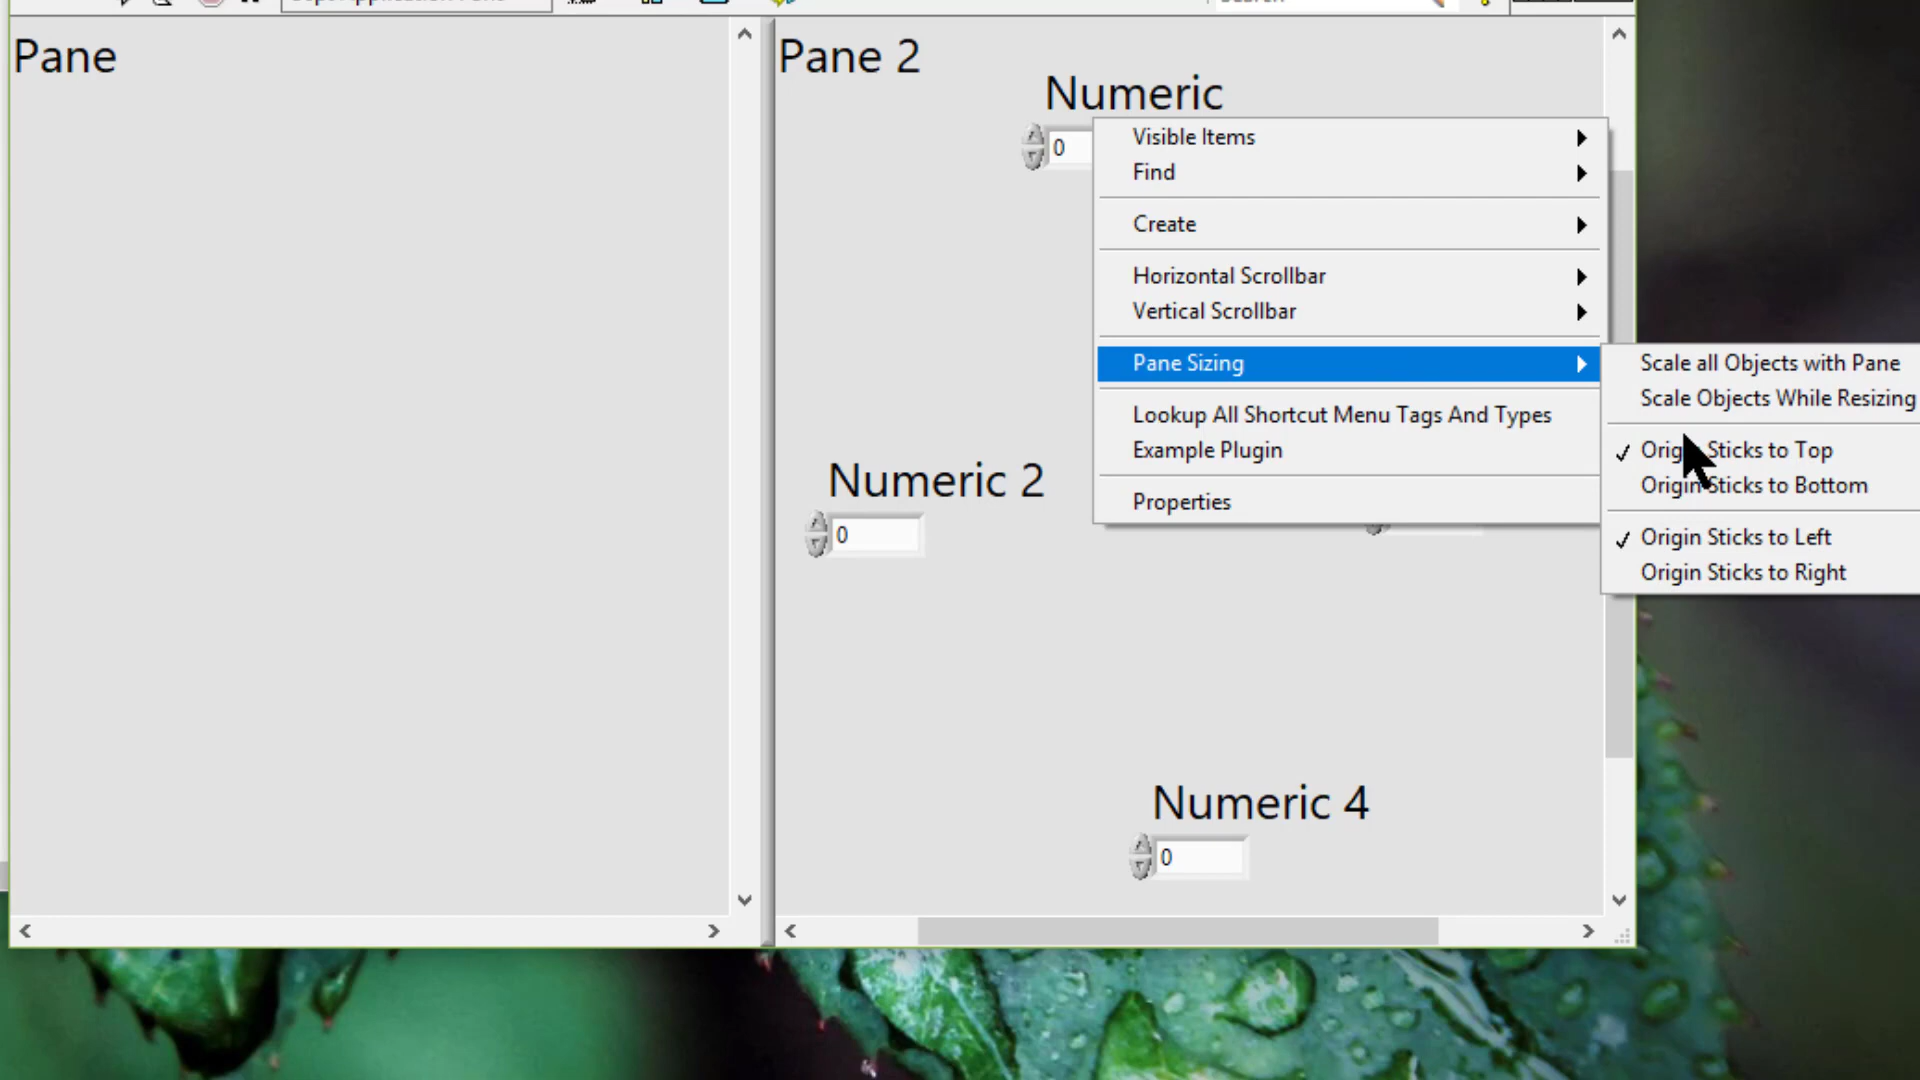 Pane
Pane 2
Numeric
0
Visible Items
Find
Create
Horizontal Scrollbar
Vertical Scrollbar
Pane Sizing
Lookup All Shortcut Menu Tags And Types
Example Plugin
Properties
Scale all Objects with Pane
Scale Objects While Resizing
Origin Sticks to Top
Origin Sticks to Bottom
Origin Sticks to Left
Origin Sticks to Right
Numeric 2
0
Numeric 4
0